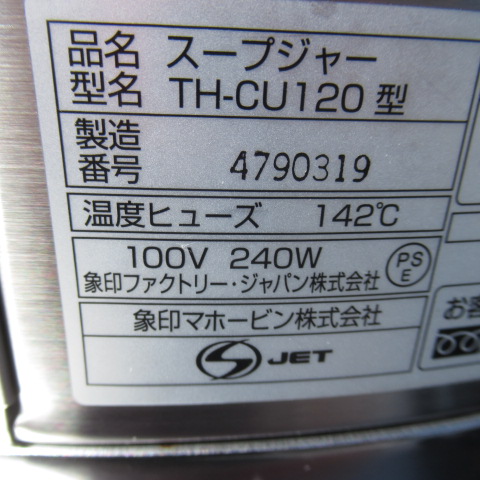 品名 スープジャー
型名 TH-CU120 型
製造
番号 4790319
温度ヒューズ 142℃
100V 240W
PS
E
象印ファクトリー・ジャパン株式会社
象印マホービン株式会社
S JET
お客